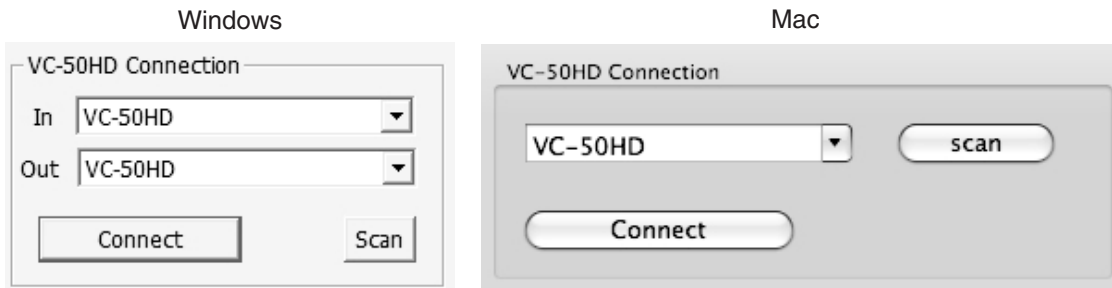 Windows
VC-50HD Connection
In VC-50HD
Out VC-50HD
Connect Scan
Mac
VC-50HD Connection
VC-50HD scan
Connect